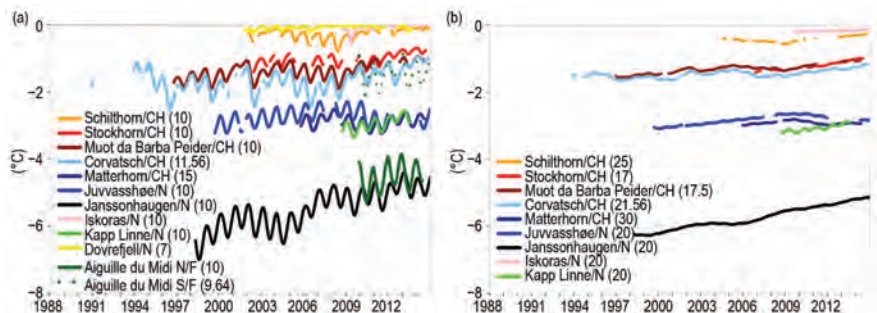 (a)
0
−2
−4
−6
−8
(°C)
Schilthorn/CH (10)
Stockhorn/CH (10)
Muot da Barba Peider/CH (10)
Corvatsch/CH (11.56)
Matterhorn/CH (15)
Juvvasshøe/N (10)
Janssonhaugen/N (10)
Iskoras/N (10)
Kapp Linne/N (10)
Dovrefjell/N (7)
Aiguille du Midi N/F (10)
Aiguille du Midi S/F (9.64)
1988 1991 1994 1997 2000 2003 2006 2009 2012
(b)
0
−2
−4
−6
−8
(°C)
Schilthorn/CH (25)
Stockhorn/CH (17)
Muot da Barba Peider/CH (17.5)
Corvatsch/CH (21.56)
Matterhorn/CH (30)
Juvvasshøe/N (20)
Janssonhaugen/N (20)
Iskoras/N (20)
Kapp Linne/N (20)
1988 1991 1994 1997 2000 2003 2006 2009 2012